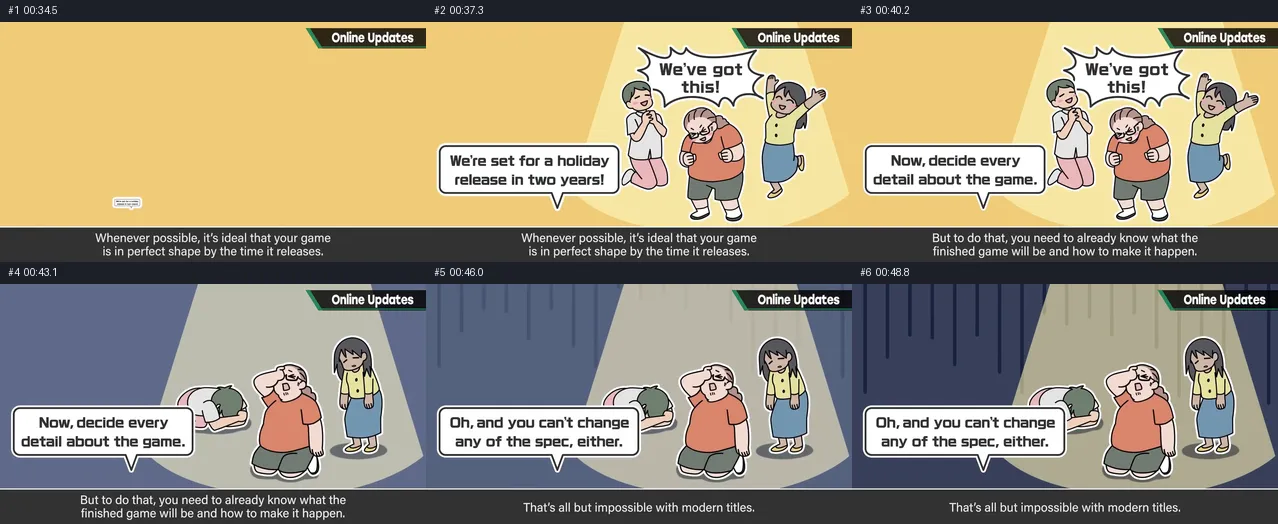 #1 00:34.5
Online Updates
Whenever possible, it's ideal that your game
is in perfect shape by the time it releases.
#2 00:37.3
Online Updates
We've got
this!
We're set for a holiday
release in two years!
Whenever possible, it's ideal that your game
is in perfect shape by the time it releases.
#3 00:40.2
Online Updates
We've got
this!
Now, decide every
detail about the game.
But to do that, you need to already know what the
finished game will be and how to make it happen.
#4 00:43.1
Online Updates
Now, decide every
detail about the game.
But to do that, you need to already know what the
finished game will be and how to make it happen.
#5 00:46.0
Online Updates
Oh, and you can't change
any of the spec, either.
That's all but impossible with modern titles.
#6 00:48.8
Online Updates
Oh, and you can't change
any of the spec, either.
That's all but impossible with modern titles.